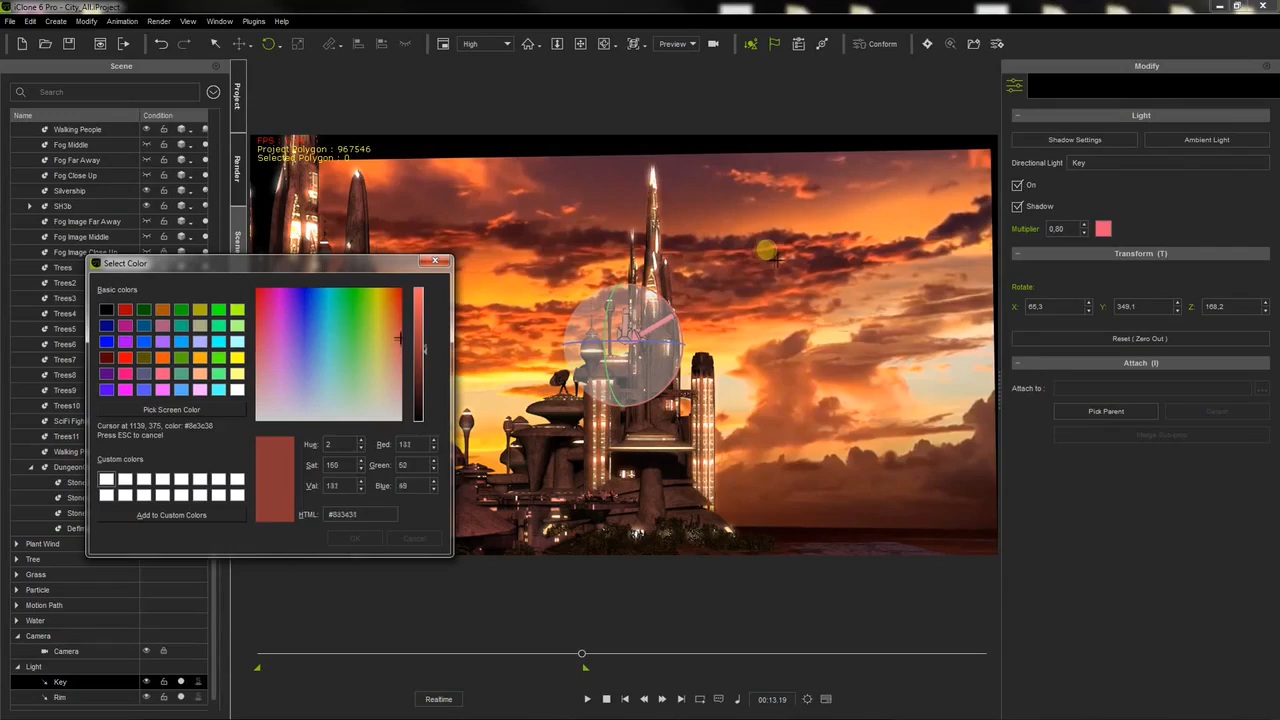 iClone 6 Pro - City_All.iProject
File Edit Create Modify Animation Render Window Plugins Help
High
Preview
Conform
Scene
Search
Name Condition
Walking People
Fog Middle
Fog Far Away
Fog Close Up
Silvership
SH3b
Fog Image Far Away
Fog Image Middle
Fog Image Close Up
Trees
Trees2
Trees3
Trees4
Trees5
Trees6
Trees7
Trees8
Trees9
Trees10
Trees11
Plant Wind
Tree
Grass
Particle
Motion Path
Water
Camera
Camera
Light
Key
Rim
Project
Render
Project Polygon : 967546
Selected Polygon : 0
Select Color
Basic colors
Pick Screen Color
Cursor at 1139, 375, color: #8e3c38
Press ESC to cancel
Custom colors
Add to Custom Colors
Hue: 2 Red:
Sat: Green: 52
Val: Blue:
HTML:
OK Cancel
Realtime
00:13.19
Modify
Light
Shadow Settings Ambient Light
Directional Light Key
On
Shadow
Multiplier 0,80
Transform (T)
Rotate:
X: 65,3 Y: 349,1 Z: 168,2
Reset ( Zero Out )
Attach (I)
Attach to :
Pick Parent